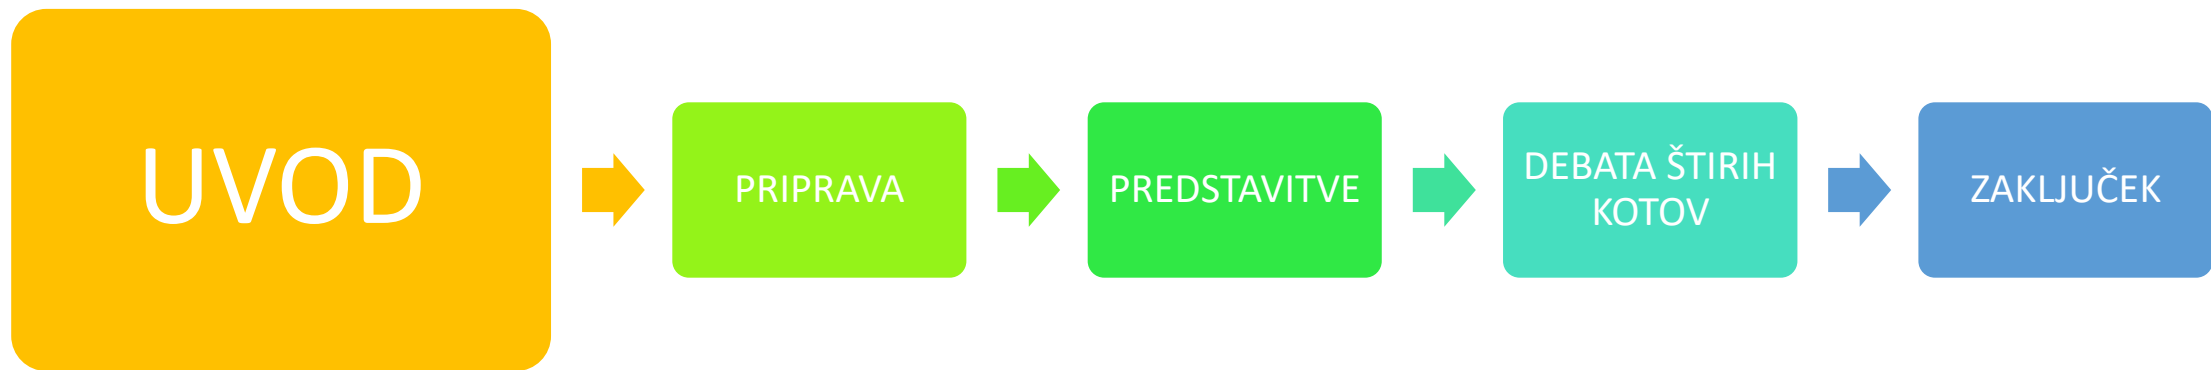 UVOD
PRIPRAVA
PREDSTAVITVE
DEBATA ŠTIRIH
KOTOV
ZAKLJUČEK